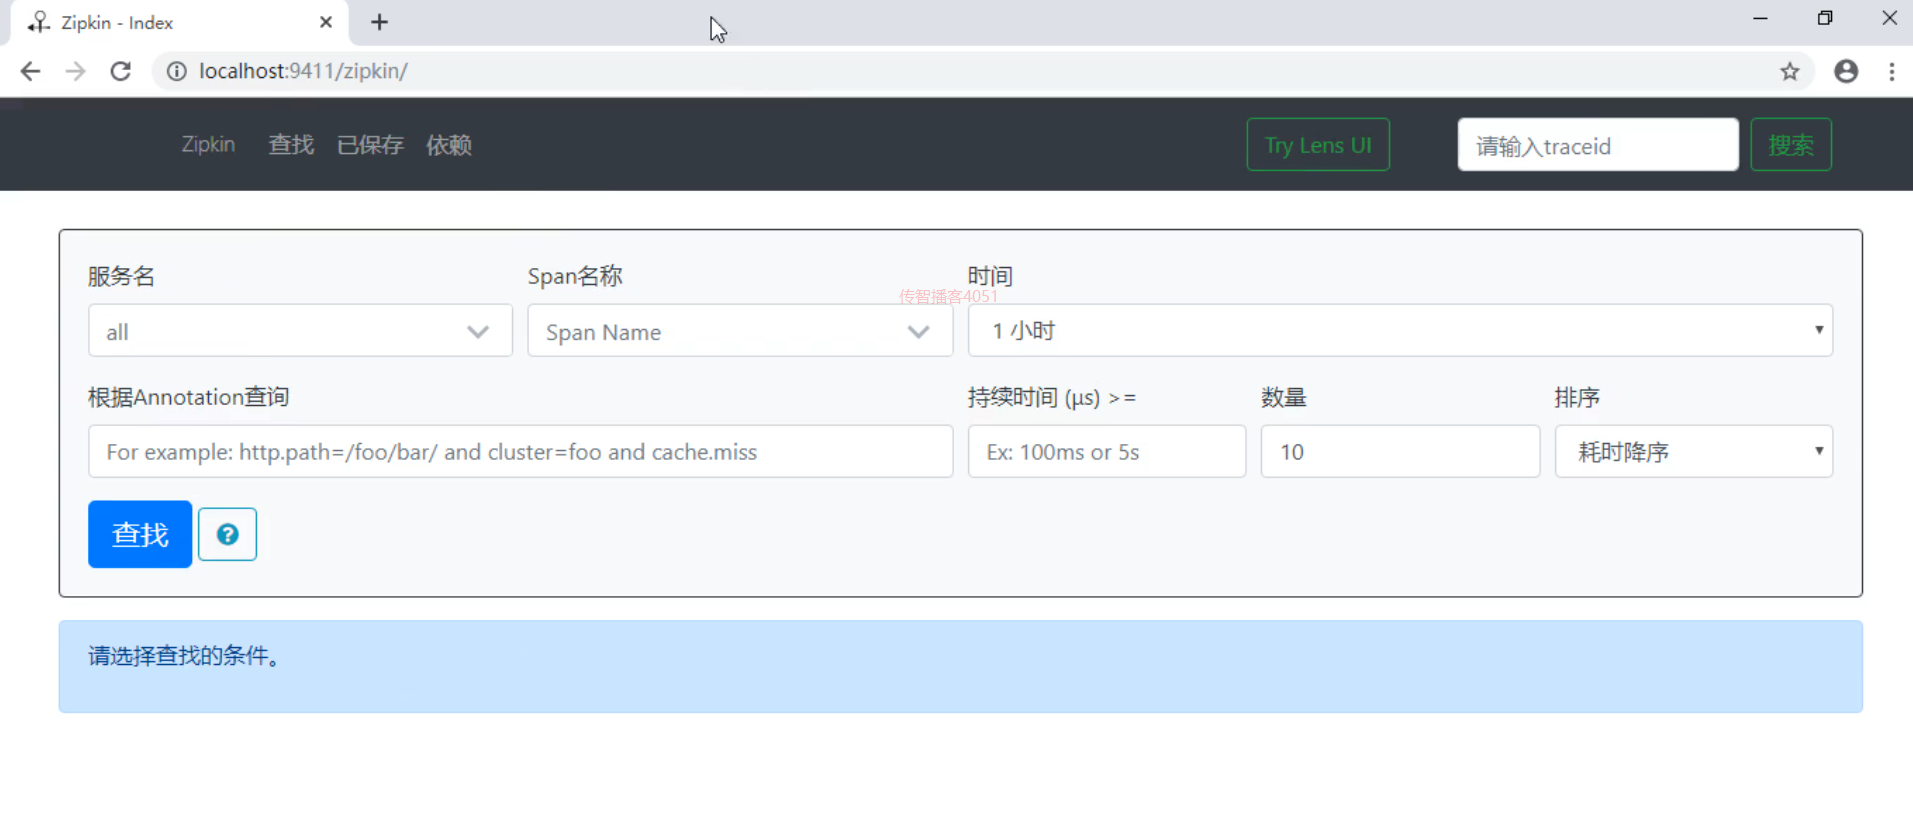 Zipkin - Index
localhost:9411/zipkin/
Zipkin 查找 已保存 依赖 Try Lens UI 请输入traceid 搜索
服务名 Span名称 时间
传智播客4051
all Span Name 1 小时
根据Annotation查询 持续时间 (μs) >= 数量 排序
For example: http.path=/foo/bar/ and cluster=foo and cache.miss Ex: 100ms or 5s 10 耗时降序
查找 ?
请选择查找的条件。